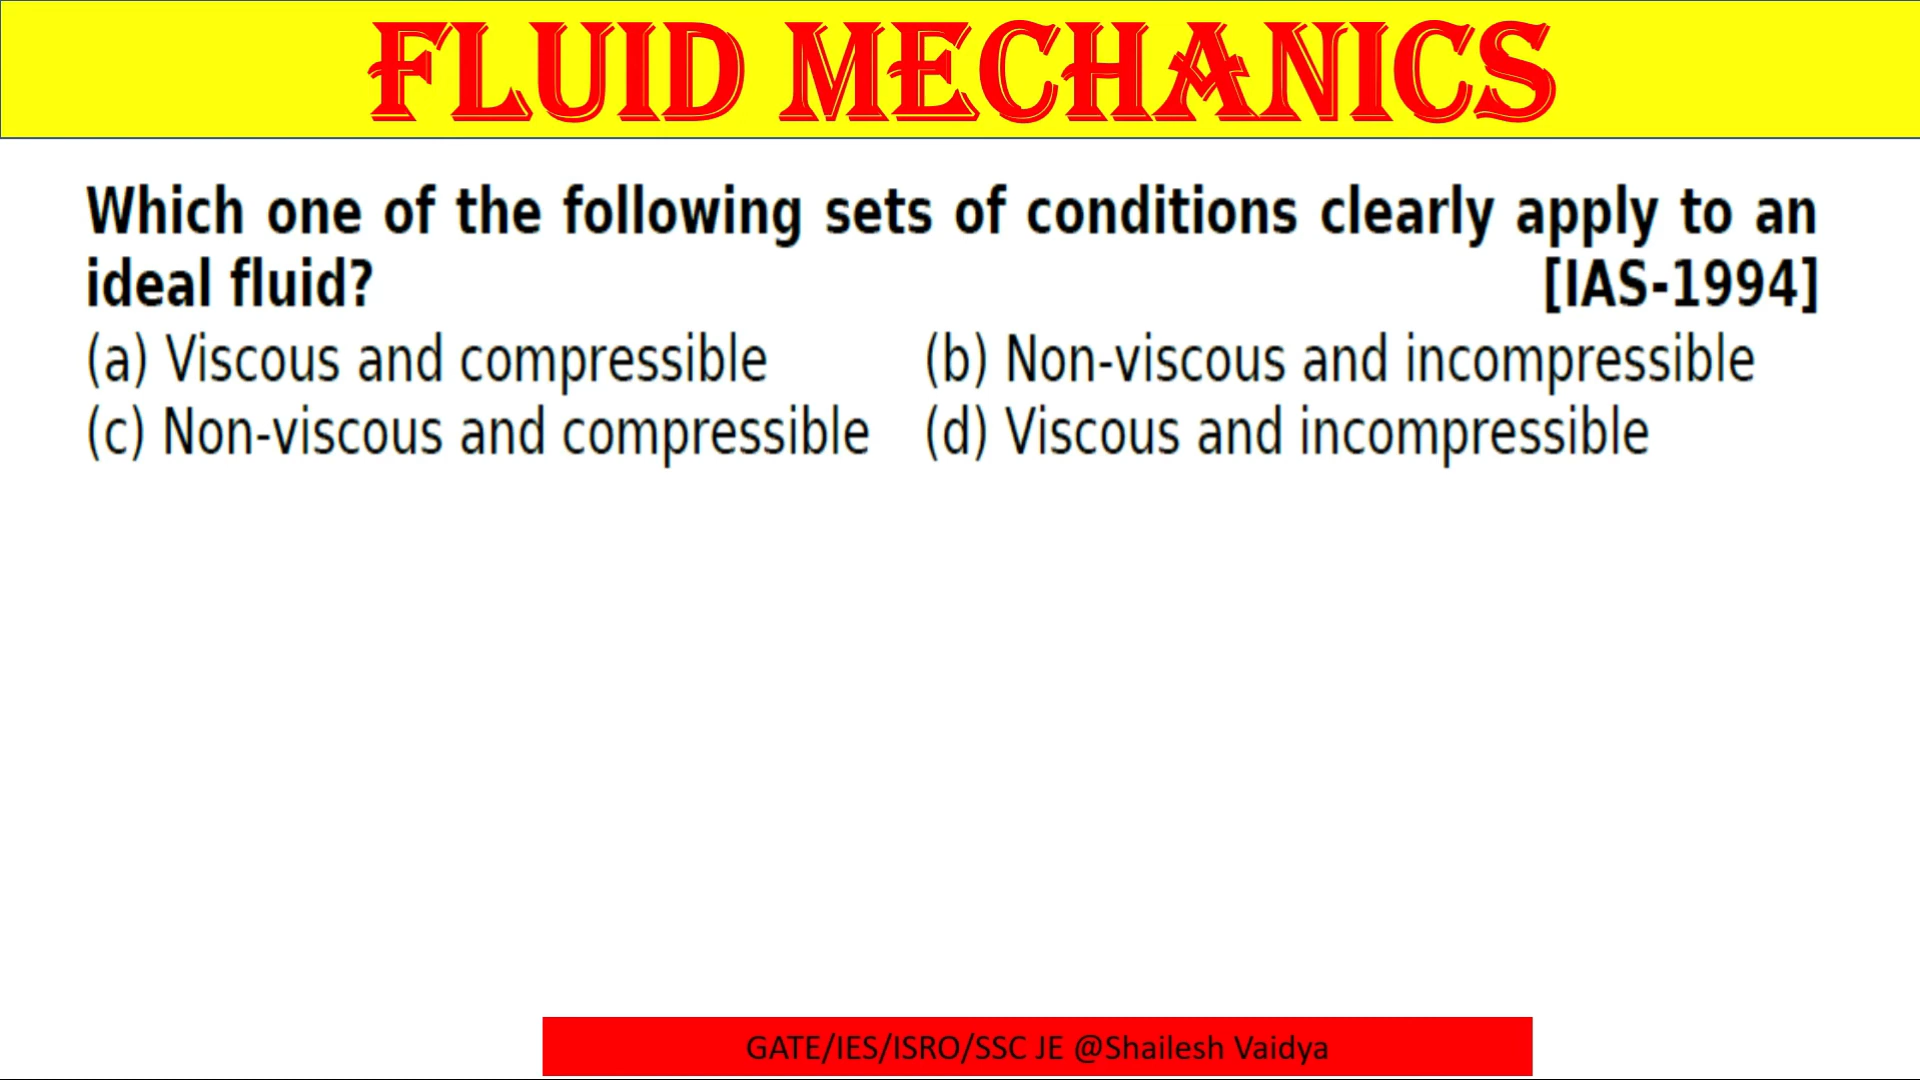 FLUID MECHANICS
Which one of the following sets of conditions clearly apply to an
ideal fluid? [IAS-1994]
(a) Viscous and compressible (b) Non-viscous and incompressible
(c) Non-viscous and compressible (d) Viscous and incompressible
GATE/IES/ISRO/SSC JE @Shailesh Vaidya